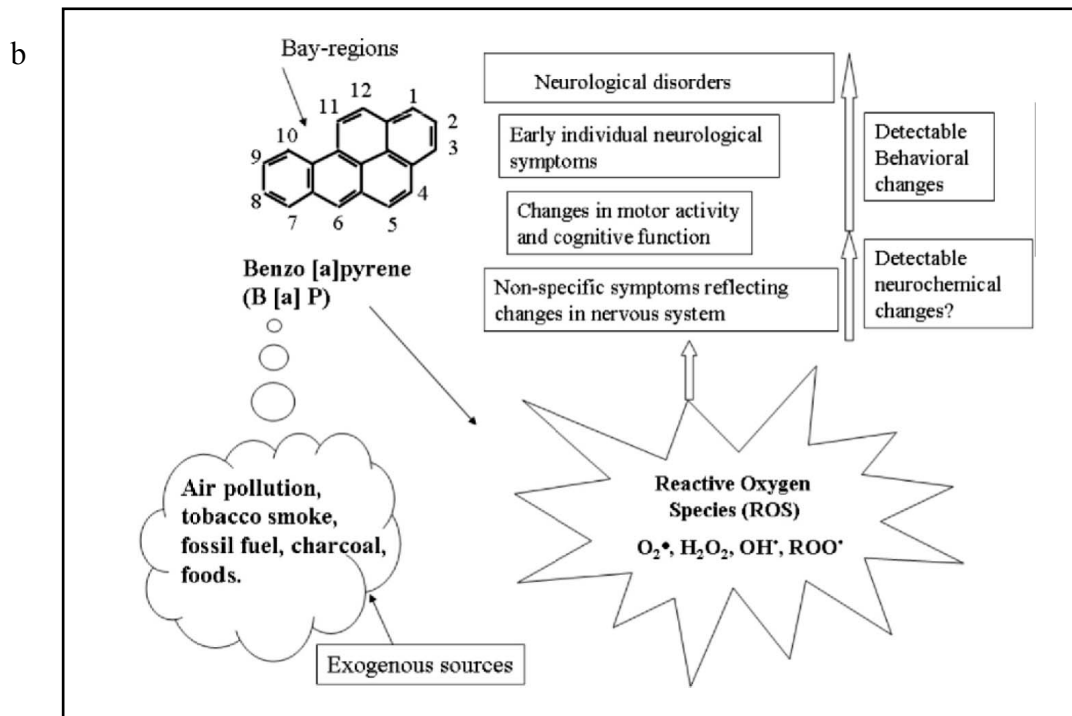 b
Bay-regions
12
1
11
2
10
3
9
4
8
7
6
5
Benzo [a]pyrene
(B [a] P)
Air pollution,
tobacco smoke,
fossil fuel, charcoal,
foods.
Exogenous sources
Neurological disorders
Early individual neurological
symptoms
Changes in motor activity
and cognitive function
Non-specific symptoms reflecting
changes in nervous system
Detectable
Behavioral
changes
Detectable
neurochemical
changes?
Reactive Oxygen
Species (ROS)
O₂•, H₂O₂, OH•, ROO•